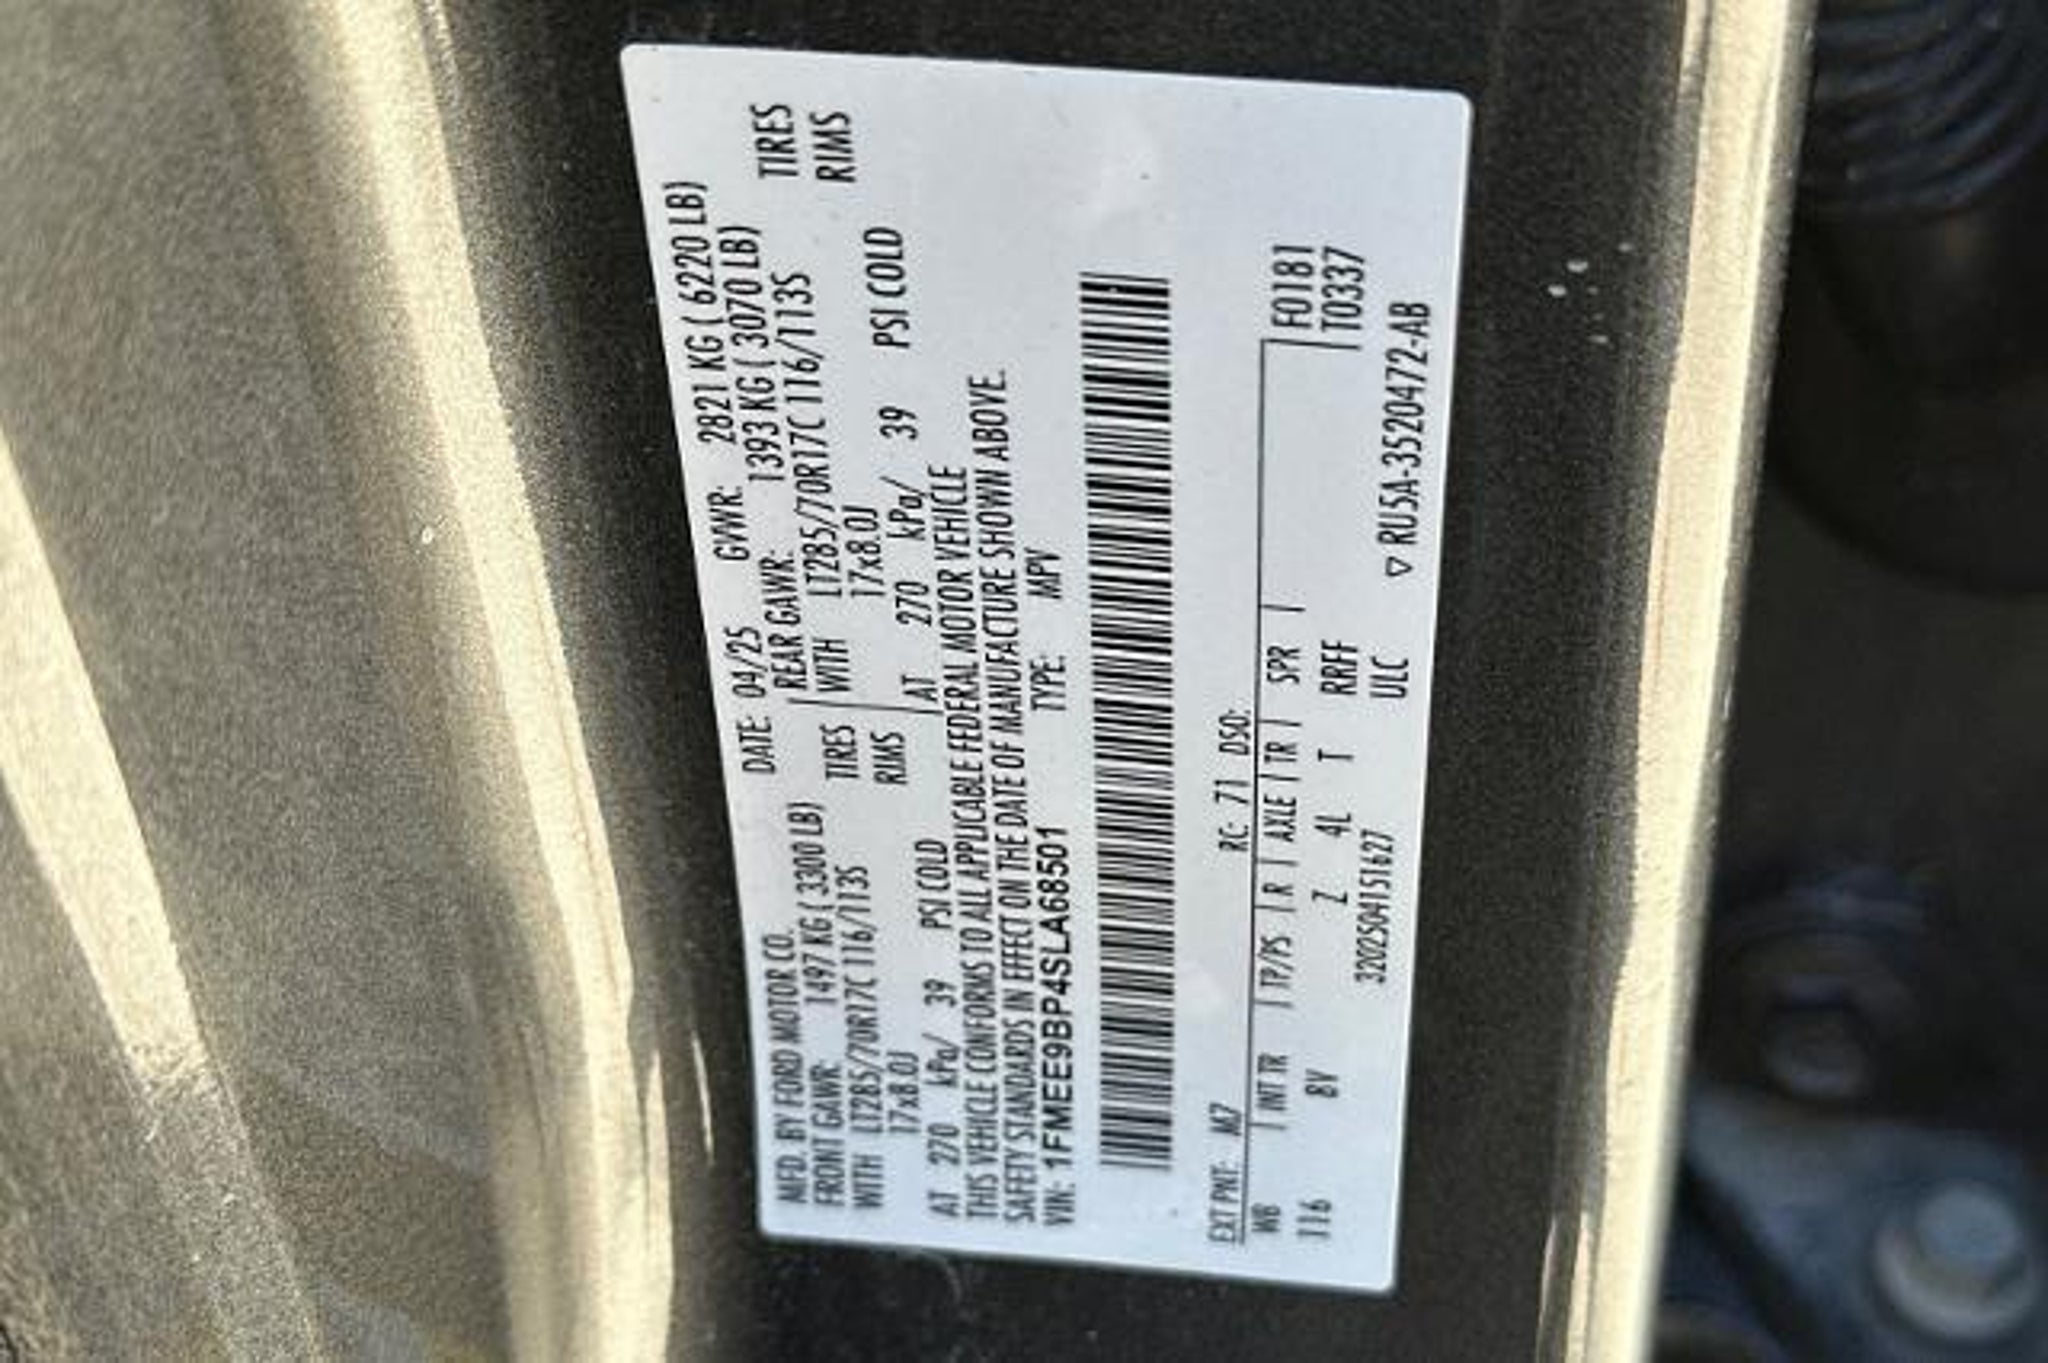 MFD. BY FORD MOTOR CO. DATE: 04/25 GVWR: 2821 KG ( 6220 LB)
FRONT GAWR: 1497 KG ( 3300 LB) REAR GAWR: 1393 KG ( 3070 LB)
WITH LT285/70R17C 116/113S TIRES WITH LT285/70R17C 116/113S TIRES
17x8.0J RIMS 17x8.0J RIMS
AT 270 kPa/ 39 PSI COLD AT 270 kPa/ 39 PSI COLD
THIS VEHICLE CONFORMS TO ALL APPLICABLE FEDERAL MOTOR VEHICLE
SAFETY STANDARDS IN EFFECT ON THE DATE OF MANUFACTURE SHOWN ABOVE.
VIN: 1FMEE9BP4SLA68501 TYPE: MPV
EXT PNT: M7 RC: 71 DSO:
WB INT TR TP/PS R AXLE TR SPR F0181
116 8V Z 4L T RRFF T0337
3202504151627 ULC
▽ RU5A-3520472-AB